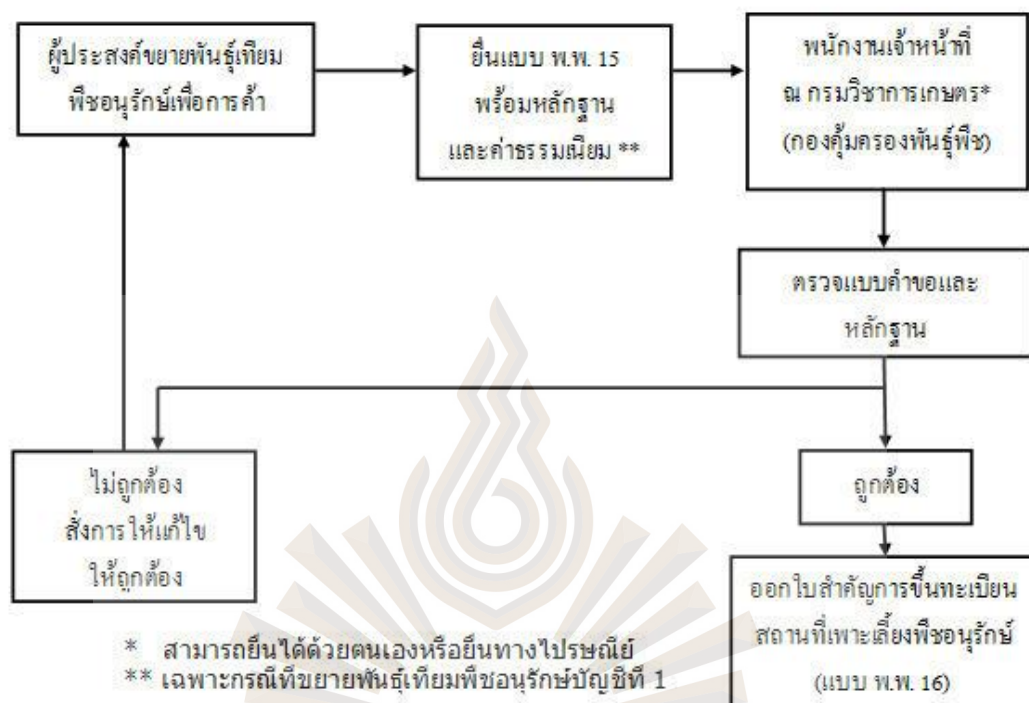 ผู้ประสงค์ขยายพันธุ์เทียม
พืชอนุรักษ์เพื่อการค้า
ยื่นแบบ พ.พ. 15
พร้อมหลักฐาน
และค่าธรรมเนียม **
พนักงานเจ้าหน้าที่
ณ กรมวิชาการเกษตร*
(กองคุ้มครองพันธุ์พืช)
ตรวจแบบคำขอและ
หลักฐาน
ไม่ถูกต้อง
สั่งการให้แก้ไข
ให้ถูกต้อง
ถูกต้อง
ออกใบสำคัญการขึ้นทะเบียน
สถานที่เพาะเลี้ยงพืชอนุรักษ์
(แบบ พ.พ. 16)
* สามารถยื่นได้ด้วยตนเองหรือยื่นทางไปรษณีย์
** เฉพาะกรณีที่ขยายพันธุ์เทียมพืชอนุรักษ์บัญชีที่ 1